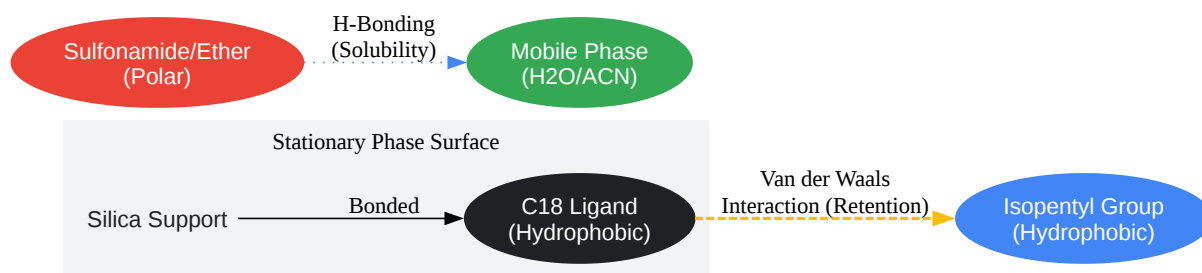 Sulfonamide/Ether
(Polar)
H-Bonding
(Solubility)
Mobile Phase
(H2O/ACN)
Stationary Phase Surface
Silica Support
Bonded
C18 Ligand
(Hydrophobic)
Van der Waals
Interaction (Retention)
Isopentyl Group
(Hydrophobic)